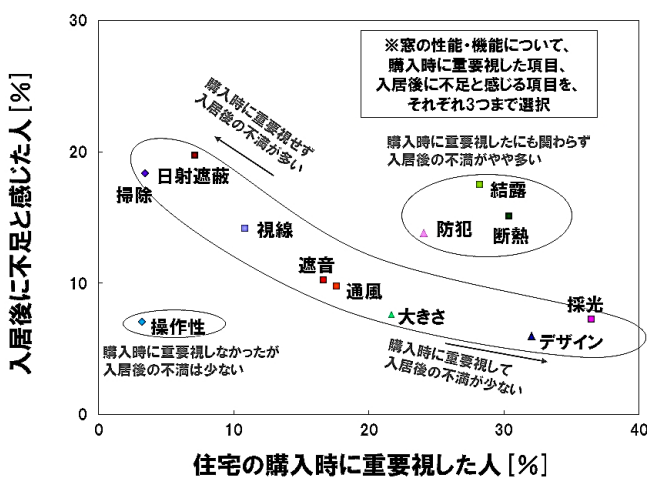 30
20
10
0
0
10
20
30
40
入居後に不足と感じた人 [%]
住宅の購入時に重要視した人 [%]
※窓の性能・機能について、
購入時に重要視した項目、
入居後に不足と感じる項目を、
それぞれ3つまで選択
購入時に重要視せず
入居後の不満が多い
購入時に重要視したにも関わらず
入居後の不満がやや多い
日射遮蔽
掃除
結露
防犯
断熱
視線
遮音
通風
大きさ
採光
デザイン
操作性
購入時に重要視しなかったが
入居後の不満は少ない
購入時に重要視して
入居後の不満が少ない